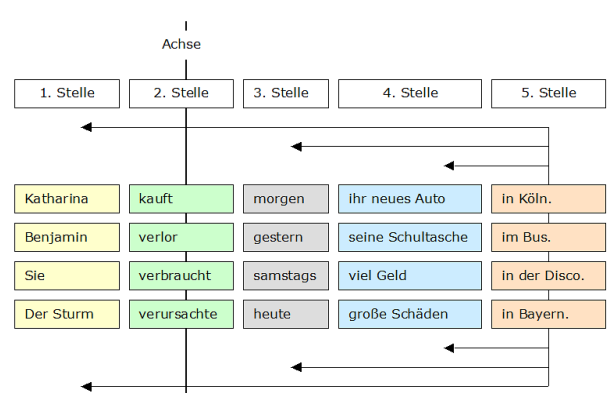 Achse
1. Stelle 2. Stelle 3. Stelle 4. Stelle 5. Stelle
Katharina kauft morgen ihr neues Auto in Köln.
Benjamin verlor gestern seine Schultasche im Bus.
Sie verbraucht samstags viel Geld in der Disco.
Der Sturm verursachte heute große Schäden in Bayern.